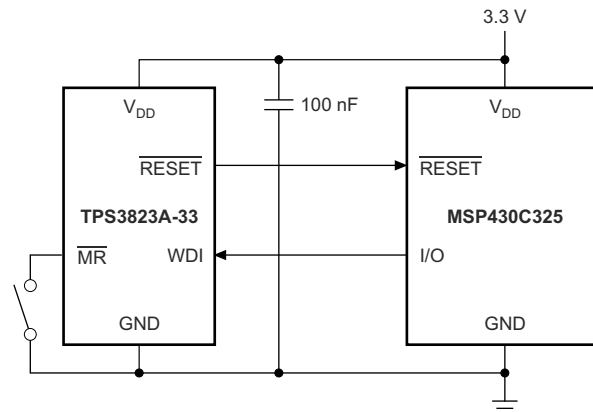 3.3 V
V_DD
100 nF
V_DD
RESET
RESET
TPS3823A-33
MSP430C325
MR
WDI
I/O
GND
GND